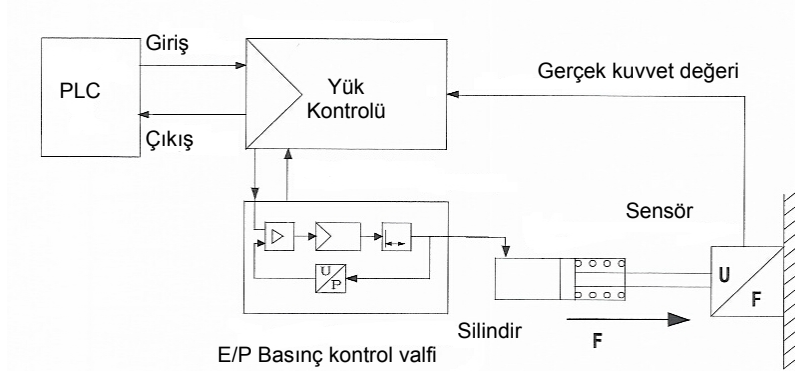 Giriş
PLC
Çıkış
Yük
Kontrolü
Gerçek kuvvet değeri
Sensör
U
P
U
F
Silindir
F
E/P Basınç kontrol valfi